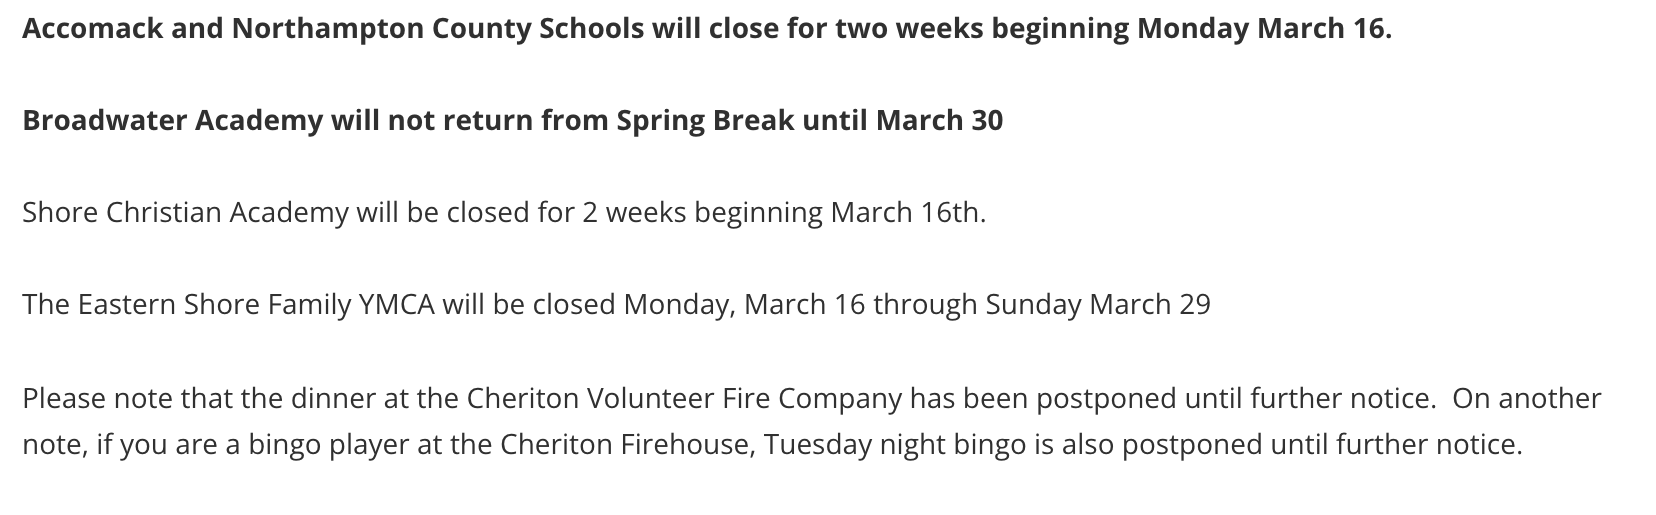 Accomack and Northampton County Schools will close for two weeks beginning Monday March 16.
Broadwater Academy will not return from Spring Break until March 30
Shore Christian Academy will be closed for 2 weeks beginning March 16th.
The Eastern Shore Family YMCA will be closed Monday, March 16 through Sunday March 29
Please note that the dinner at the Cheriton Volunteer Fire Company has been postponed until further notice.  On another
note, if you are a bingo player at the Cheriton Firehouse, Tuesday night bingo is also postponed until further notice.